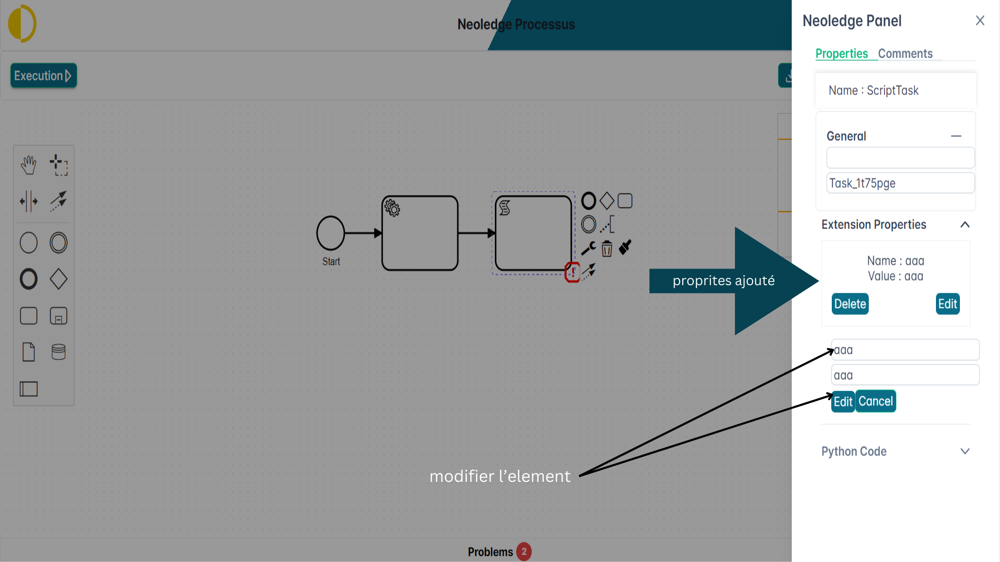 Neoledge Processus
Execution
Start
proprites ajouté
modifier l'element
Problems 2
Neoledge Panel
Properties Comments
Name : ScriptTask
General
Task_1t75pge
Extension Properties
Name : aaa
Value : aaa
Delete Edit
aaa
aaa
Edit Cancel
Python Code